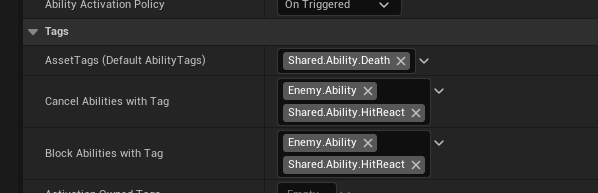 Ability Activation Policy
On Triggered
Tags
AssetTags (Default AbilityTags)
Shared.Ability.Death
Cancel Abilities with Tag
Enemy.Ability
Shared.Ability.HitReact
Block Abilities with Tag
Enemy.Ability
Shared.Ability.HitReact
Activation Owned Tags
Empty